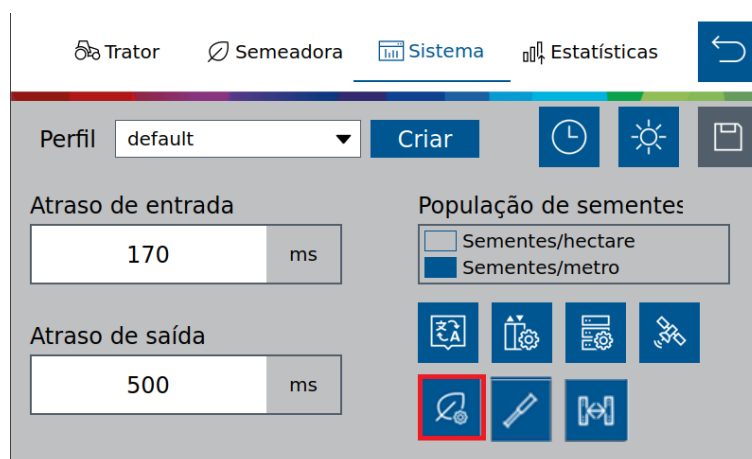 Trator Semeadora Sistema Estatísticas
Perfil default Criar
Atraso de entrada
170 ms
População de sementes
Sementes/hectare
Sementes/metro
Atraso de saída
500 ms